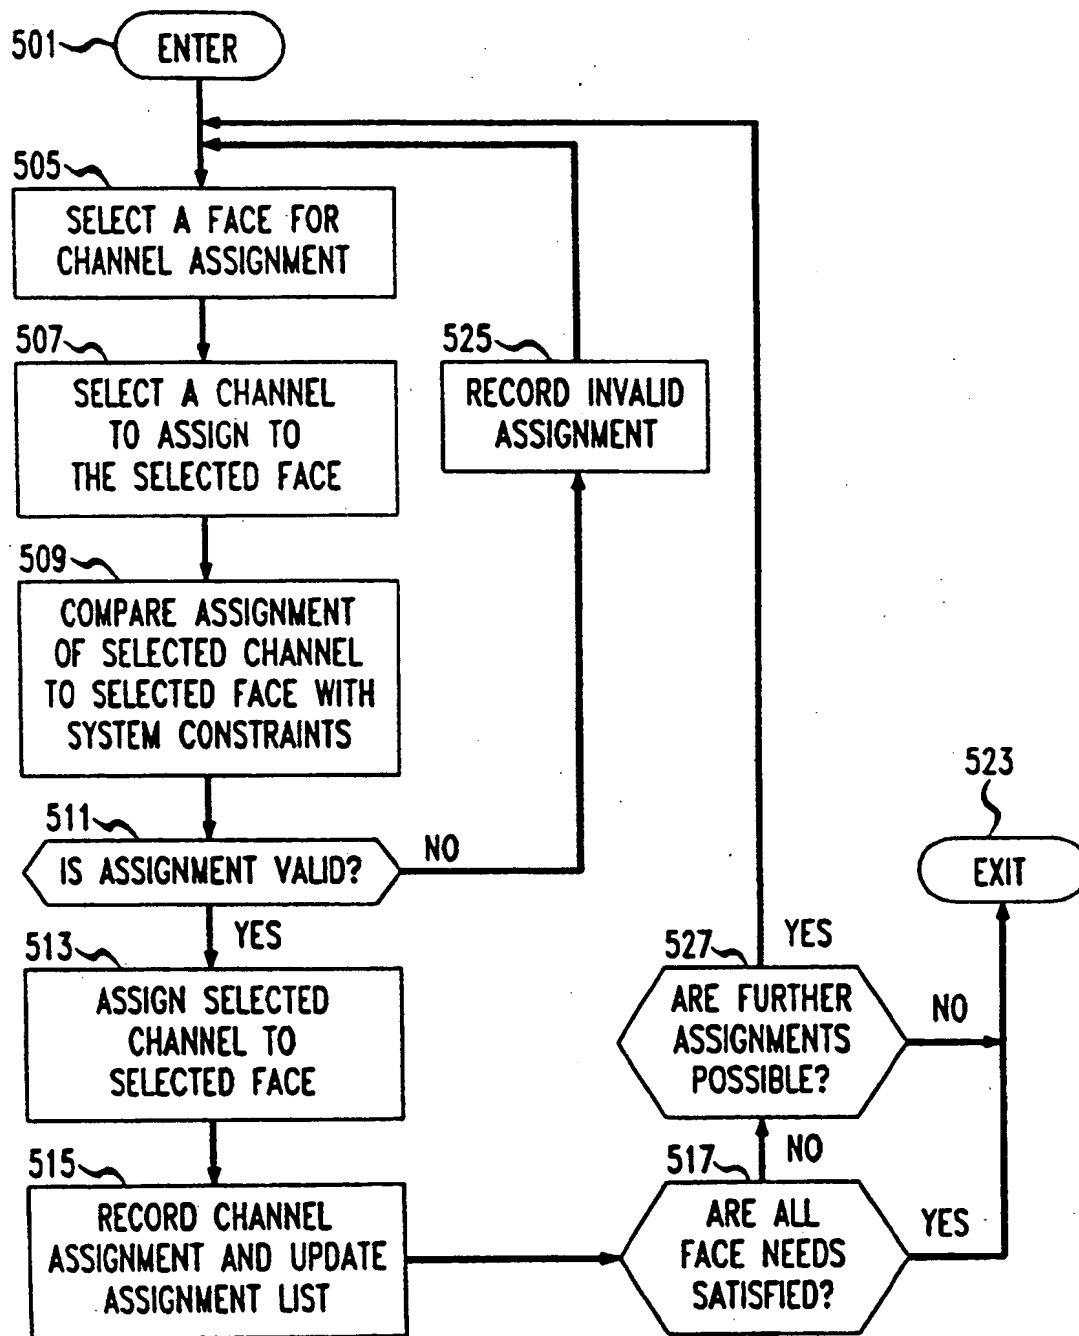 501
ENTER
505
SELECT A FACE FOR
CHANNEL ASSIGNMENT
507
SELECT A CHANNEL
TO ASSIGN TO
THE SELECTED FACE
525
RECORD INVALID
ASSIGNMENT
509
COMPARE ASSIGNMENT
OF SELECTED CHANNEL
TO SELECTED FACE WITH
SYSTEM CONSTRAINTS
511
IS ASSIGNMENT VALID?
NO
YES
513
ASSIGN SELECTED
CHANNEL TO
SELECTED FACE
515
RECORD CHANNEL
ASSIGNMENT AND UPDATE
ASSIGNMENT LIST
517
ARE ALL
FACE NEEDS
SATISFIED?
NO
YES
527
ARE FURTHER
ASSIGNMENTS
POSSIBLE?
YES
NO
523
EXIT